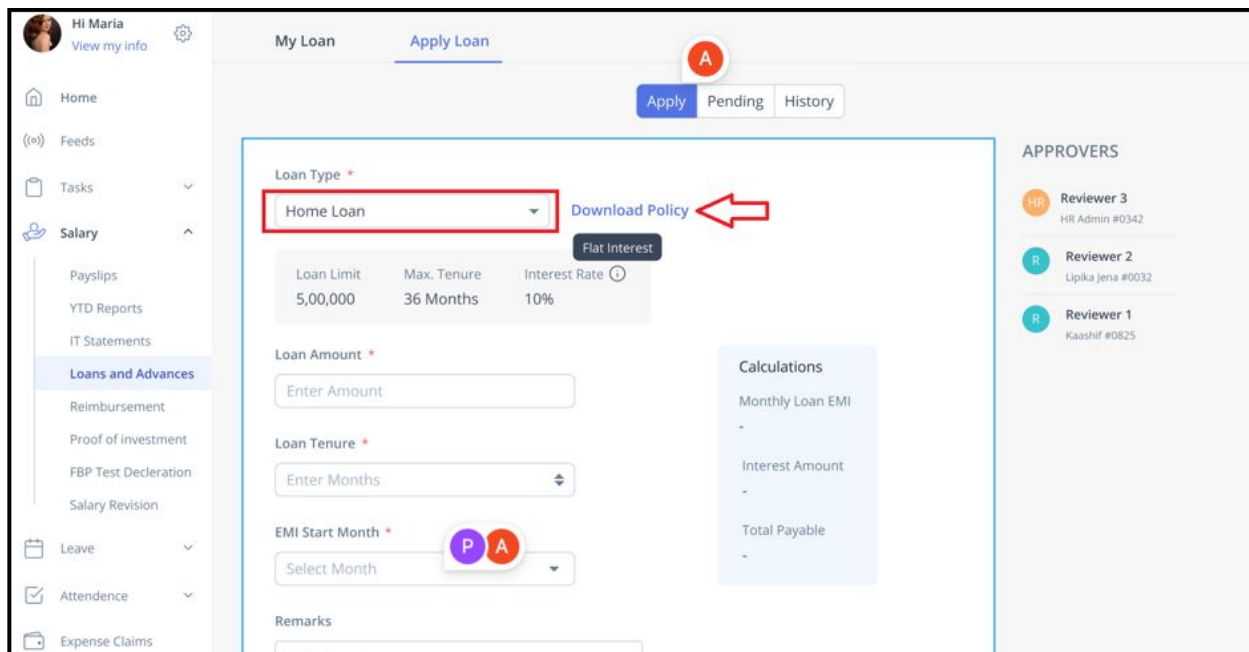 Hi Maria
View my info
Home
Feeds
Tasks
Salary
Payslips
YTD Reports
IT Statements
Loans and Advances
Reimbursement
Proof of investment
FBP Test Decleration
Salary Revision
Leave
Attendence
Expense Claims
My Loan Apply Loan
A
Apply Pending History
Loan Type *
Home Loan Download Policy
Flat Interest
Loan Limit Max. Tenure Interest Rate
5,00,000 36 Months 10%
Loan Amount *
Enter Amount
Loan Tenure *
Enter Months
EMI Start Month *
P A
Select Month
Remarks
Calculations
Monthly Loan EMI
-
Interest Amount
-
Total Payable
-
APPROVERS
HR Reviewer 3
HR Admin #0342
R Reviewer 2
Lipika Jena #0032
R Reviewer 1
Kaashif #0825